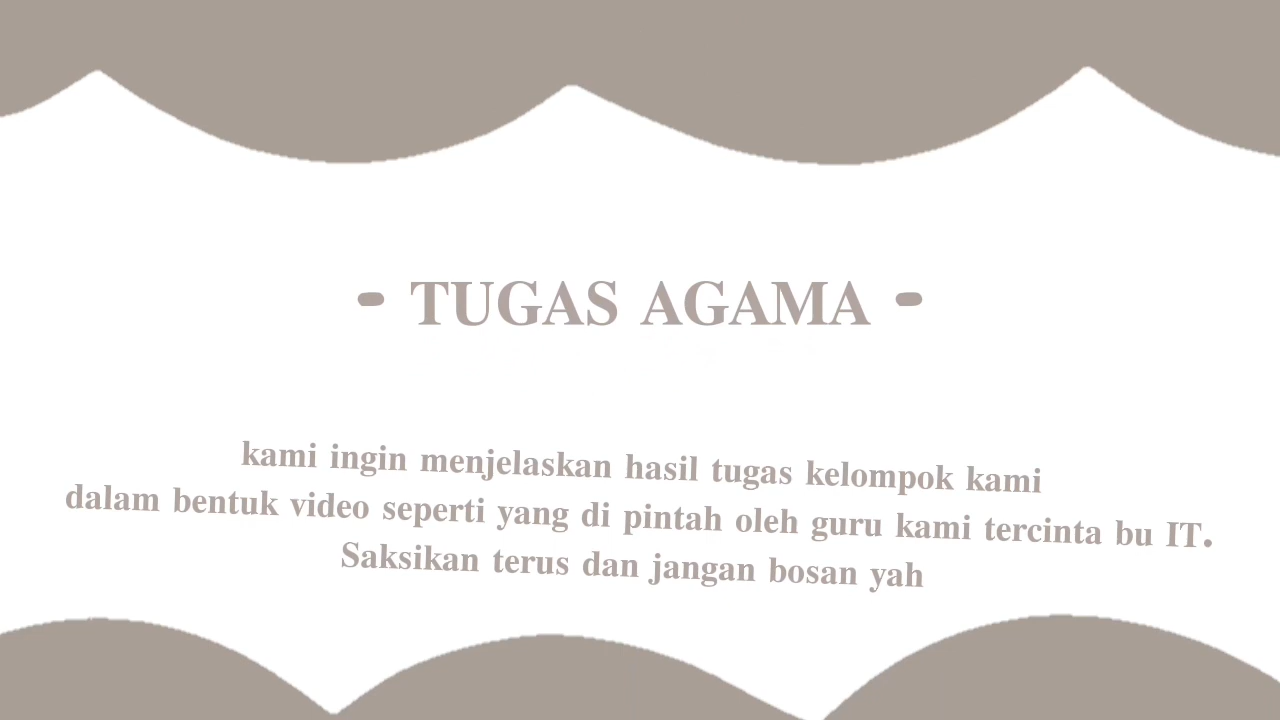 - TUGAS AGAMA -
kami ingin menjelaskan hasil tugas kelompok kami
dalam bentuk video seperti yang di pintah oleh guru kami tercinta bu IT.
Saksikan terus dan jangan bosan yah